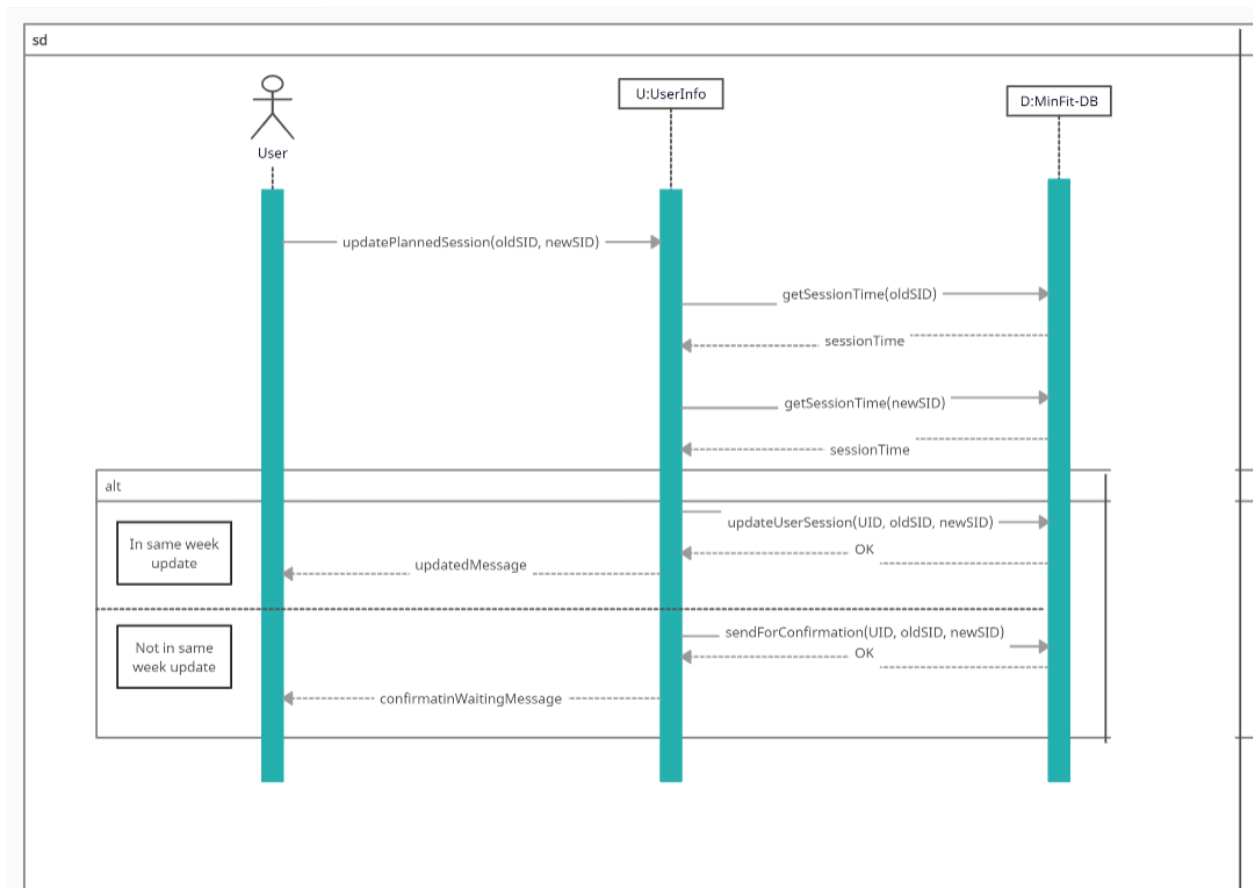 sd
User
U:UserInfo
D:MinFit-DB
updatePlannedSession(oldSID, newSID)
getSessionTime(oldSID)
sessionTime
getSessionTime(newSID)
sessionTime
alt
In same week
update
updateUserSession(UID, oldSID, newSID)
OK
updatedMessage
Not in same
week update
sendForConfirmation(UID, oldSID, newSID)
OK
confirmatinWaitingMessage